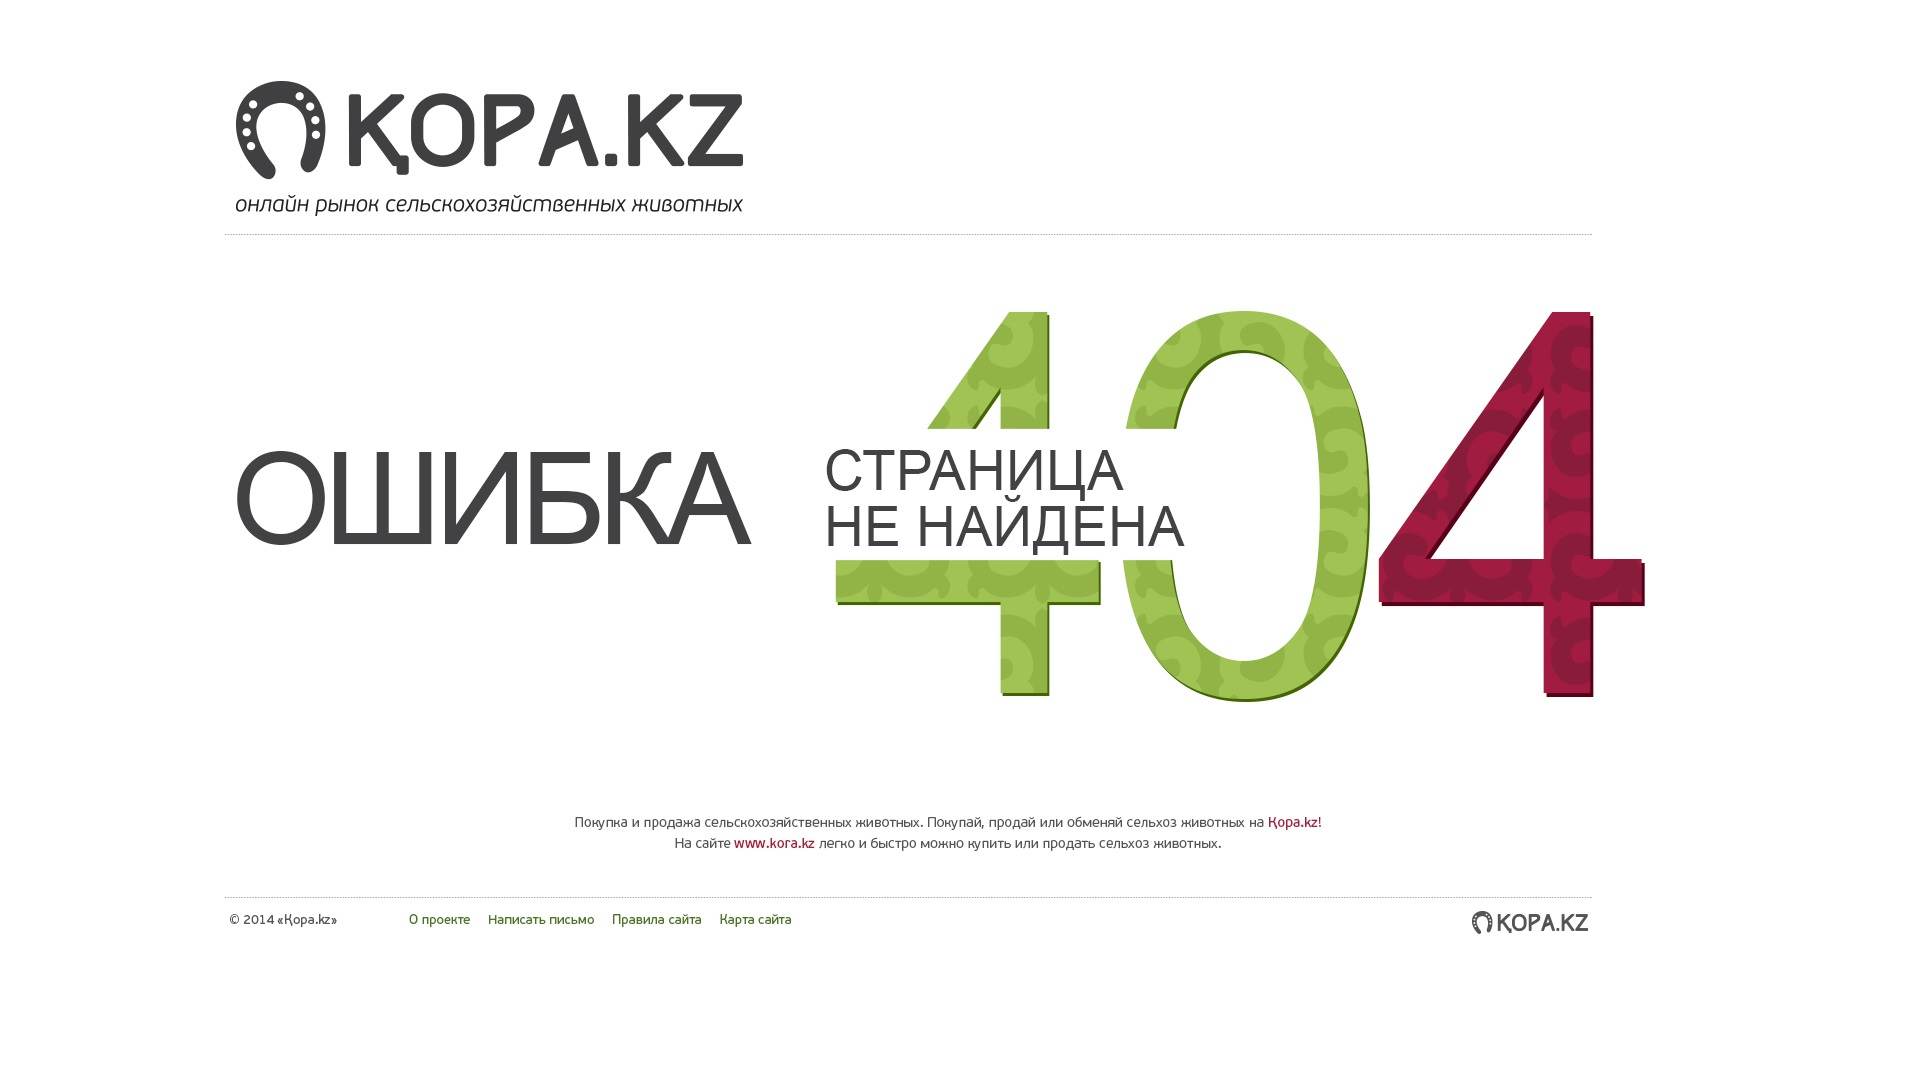 ҚОРА.KZ
онлайн рынок сельскохозяйственных животных
ОШИБКА
404
СТРАНИЦА
НЕ НАЙДЕНА
Покупка и продажа сельскохозяйственных животных. Покупай, продай или обменяй сельхоз животных на Қора.kz!
На сайте www.kora.kz легко и быстро можно купить или продать сельхоз животных.
© 2014 «Қора.kz» О проекте Написать письмо Правила сайта Карта сайта ҚОРА.KZ